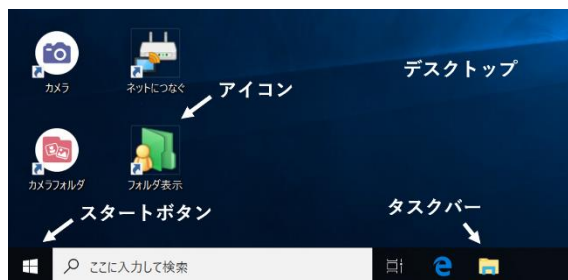 デスクトップ
カメラ
ネットにつなぐ
アイコン
カメラフォルダ
フォルダ表示
スタートボタン
タスクバー
ここに入力して検索